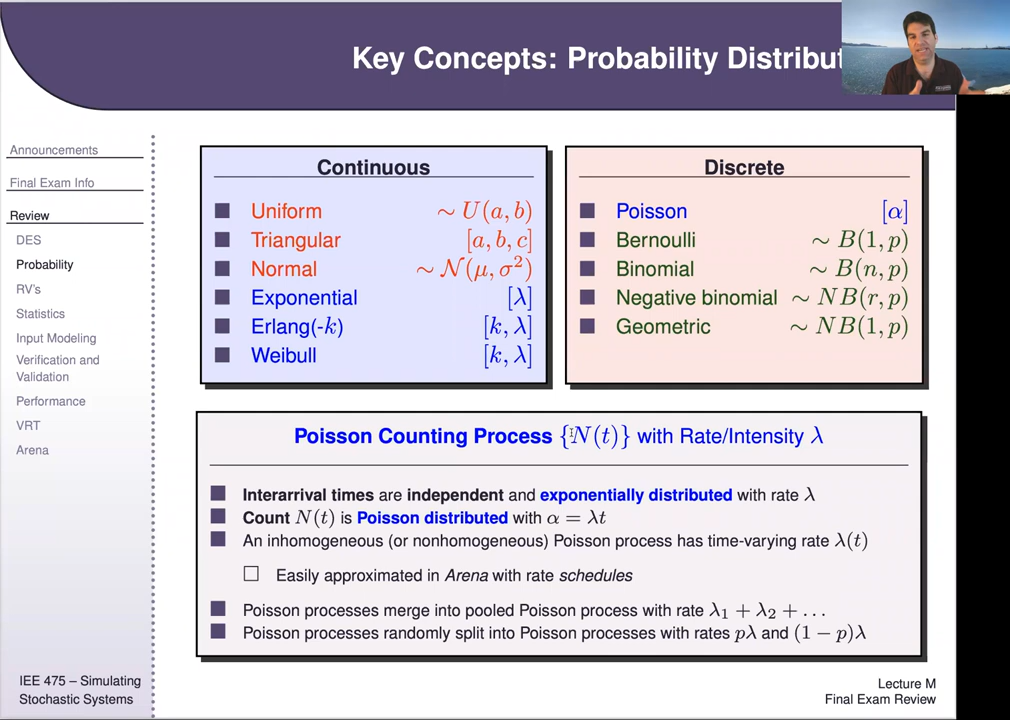 Key Concepts: Probability Distribut
Announcements
Final Exam Info
Review
DES
Probability
RV's
Statistics
Input Modeling
Verification and
Validation
Performance
VRT
Arena
Continuous
Uniform ∼ U(a, b)
Triangular [a, b, c]
Normal ∼ N(μ, σ²)
Exponential [λ]
Erlang(-k) [k, λ]
Weibull [k, λ]
Discrete
Poisson [α]
Bernoulli ∼ B(1, p)
Binomial ∼ B(n, p)
Negative binomial ∼ NB(r, p)
Geometric ∼ NB(1, p)
Poisson Counting Process {N(t)} with Rate/Intensity λ
Interarrival times are independent and exponentially distributed with rate λ
Count N(t) is Poisson distributed with α = λt
An inhomogeneous (or nonhomogeneous) Poisson process has time-varying rate λ(t)
Easily approximated in Arena with rate schedules
Poisson processes merge into pooled Poisson process with rate λ₁ + λ₂ + . . .
Poisson processes randomly split into Poisson processes with rates pλ and (1 − p)λ
IEE 475 – Simulating
Stochastic Systems
Lecture M
Final Exam Review